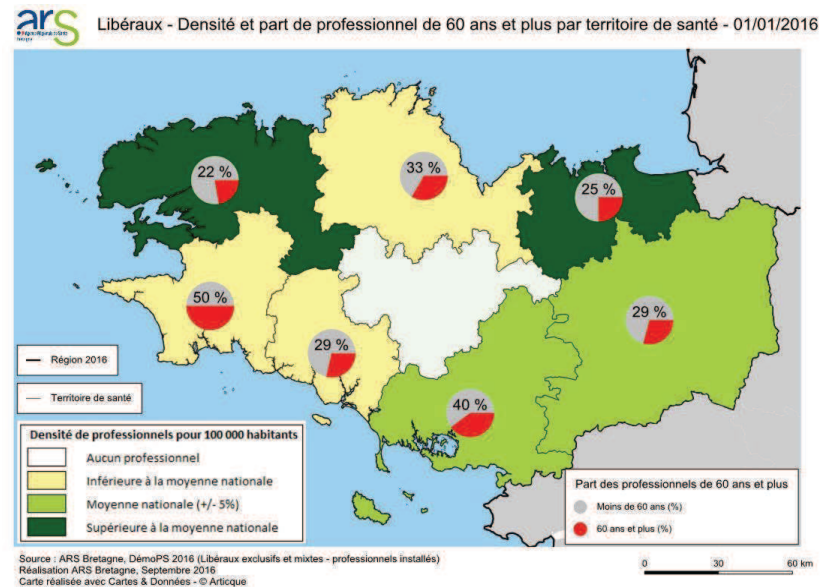 ars
Libéraux - Densité et part de professionnel de 60 ans et plus par territoire de santé - 01/01/2016
22 %
33 %
25 %
50 %
29 %
29 %
40 %
Région 2016
Territoire de santé
Densité de professionnels pour 100 000 habitants
Aucun professionnel
Inférieure à la moyenne nationale
Moyenne nationale (+/- 5%)
Supérieure à la moyenne nationale
Part des professionnels de 60 ans et plus
Moins de 60 ans (%)
60 ans et plus (%)
Source : ARS Bretagne, DémoPS 2016 (Libéraux exclusifs et mixtes - professionnels installés)
Réalisation ARS Bretagne, Septembre 2016
Carte réalisée avec Cartes & Données - © Articque
0 30 60 km